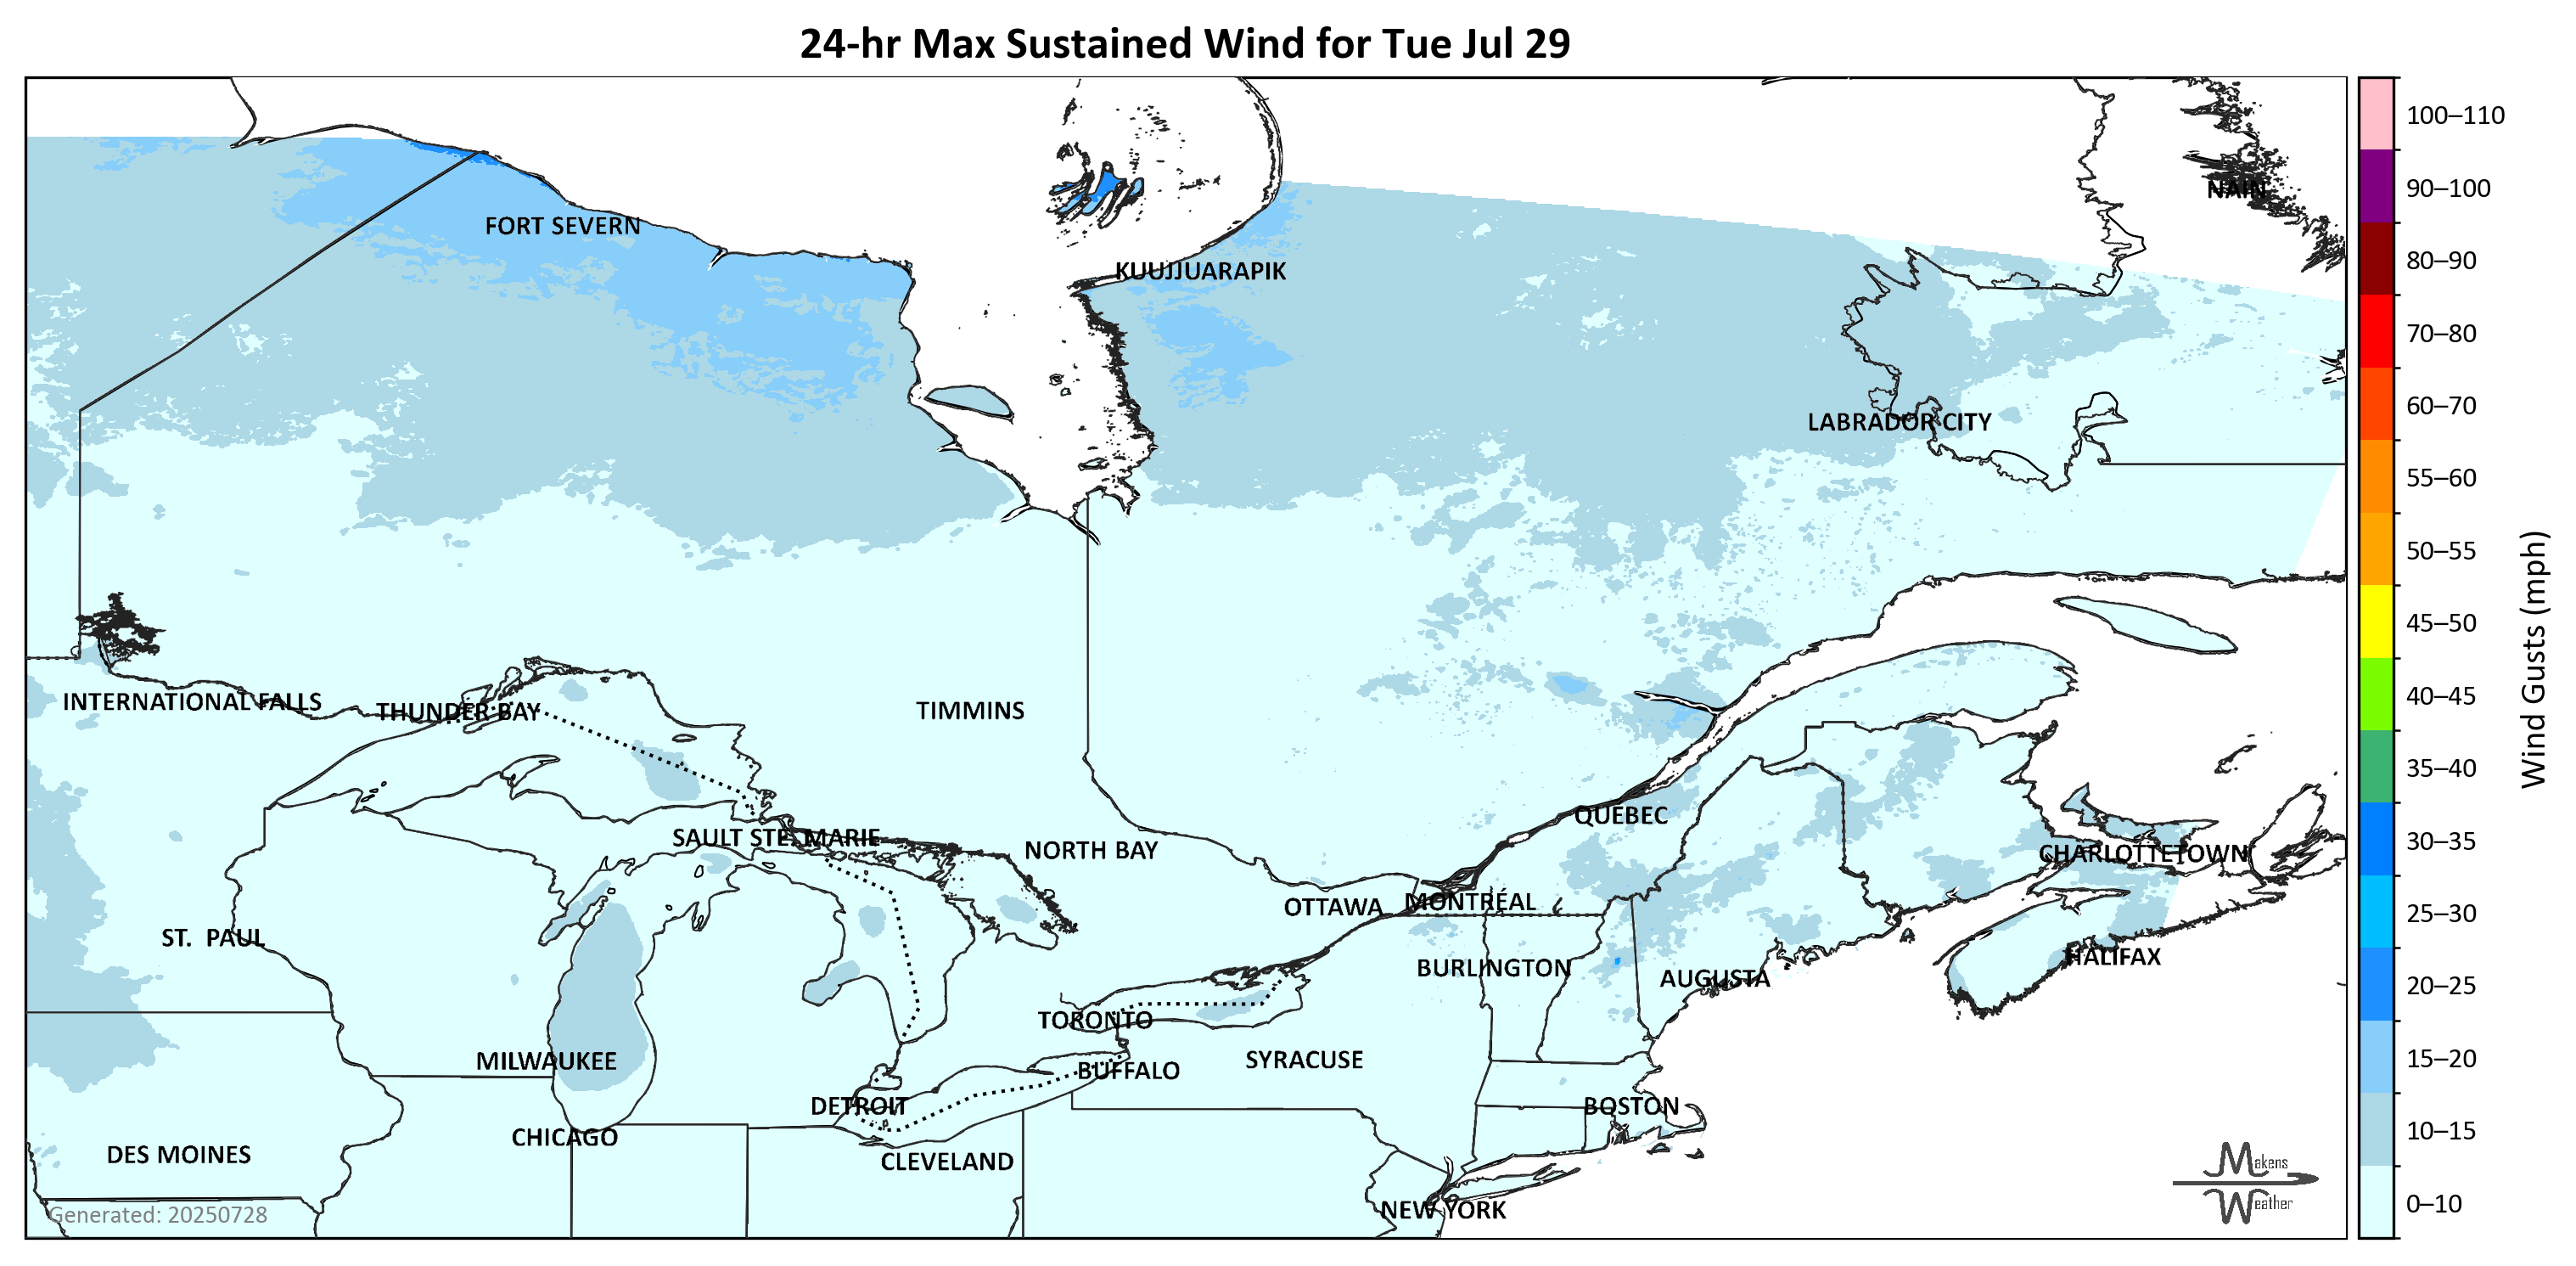 24-hr Max Sustained Wind for Tue Jul 29
100–110
90–100
80–90
70–80
60–70
55–60
50–55
45–50
40–45
35–40
30–35
25–30
20–25
15–20
10–15
0–10
Wind Gusts (mph)
NAIN
FORT SEVERN
KUUJJUARAPIK
LABRADOR CITY
INTERNATIONAL FALLS
THUNDER BAY
TIMMINS
QUÉBEC
SAULT STE. MARIE
NORTH BAY
CHARLOTTETOWN
OTTAWA
MONTRÉAL
ST. PAUL
HALIFAX
BURLINGTON
AUGUSTA
TORONTO
MILWAUKEE
SYRACUSE
BUFFALO
DETROIT
BOSTON
CHICAGO
DES MOINES
CLEVELAND
NEW YORK
Generated: 20250728
Makens
Weather